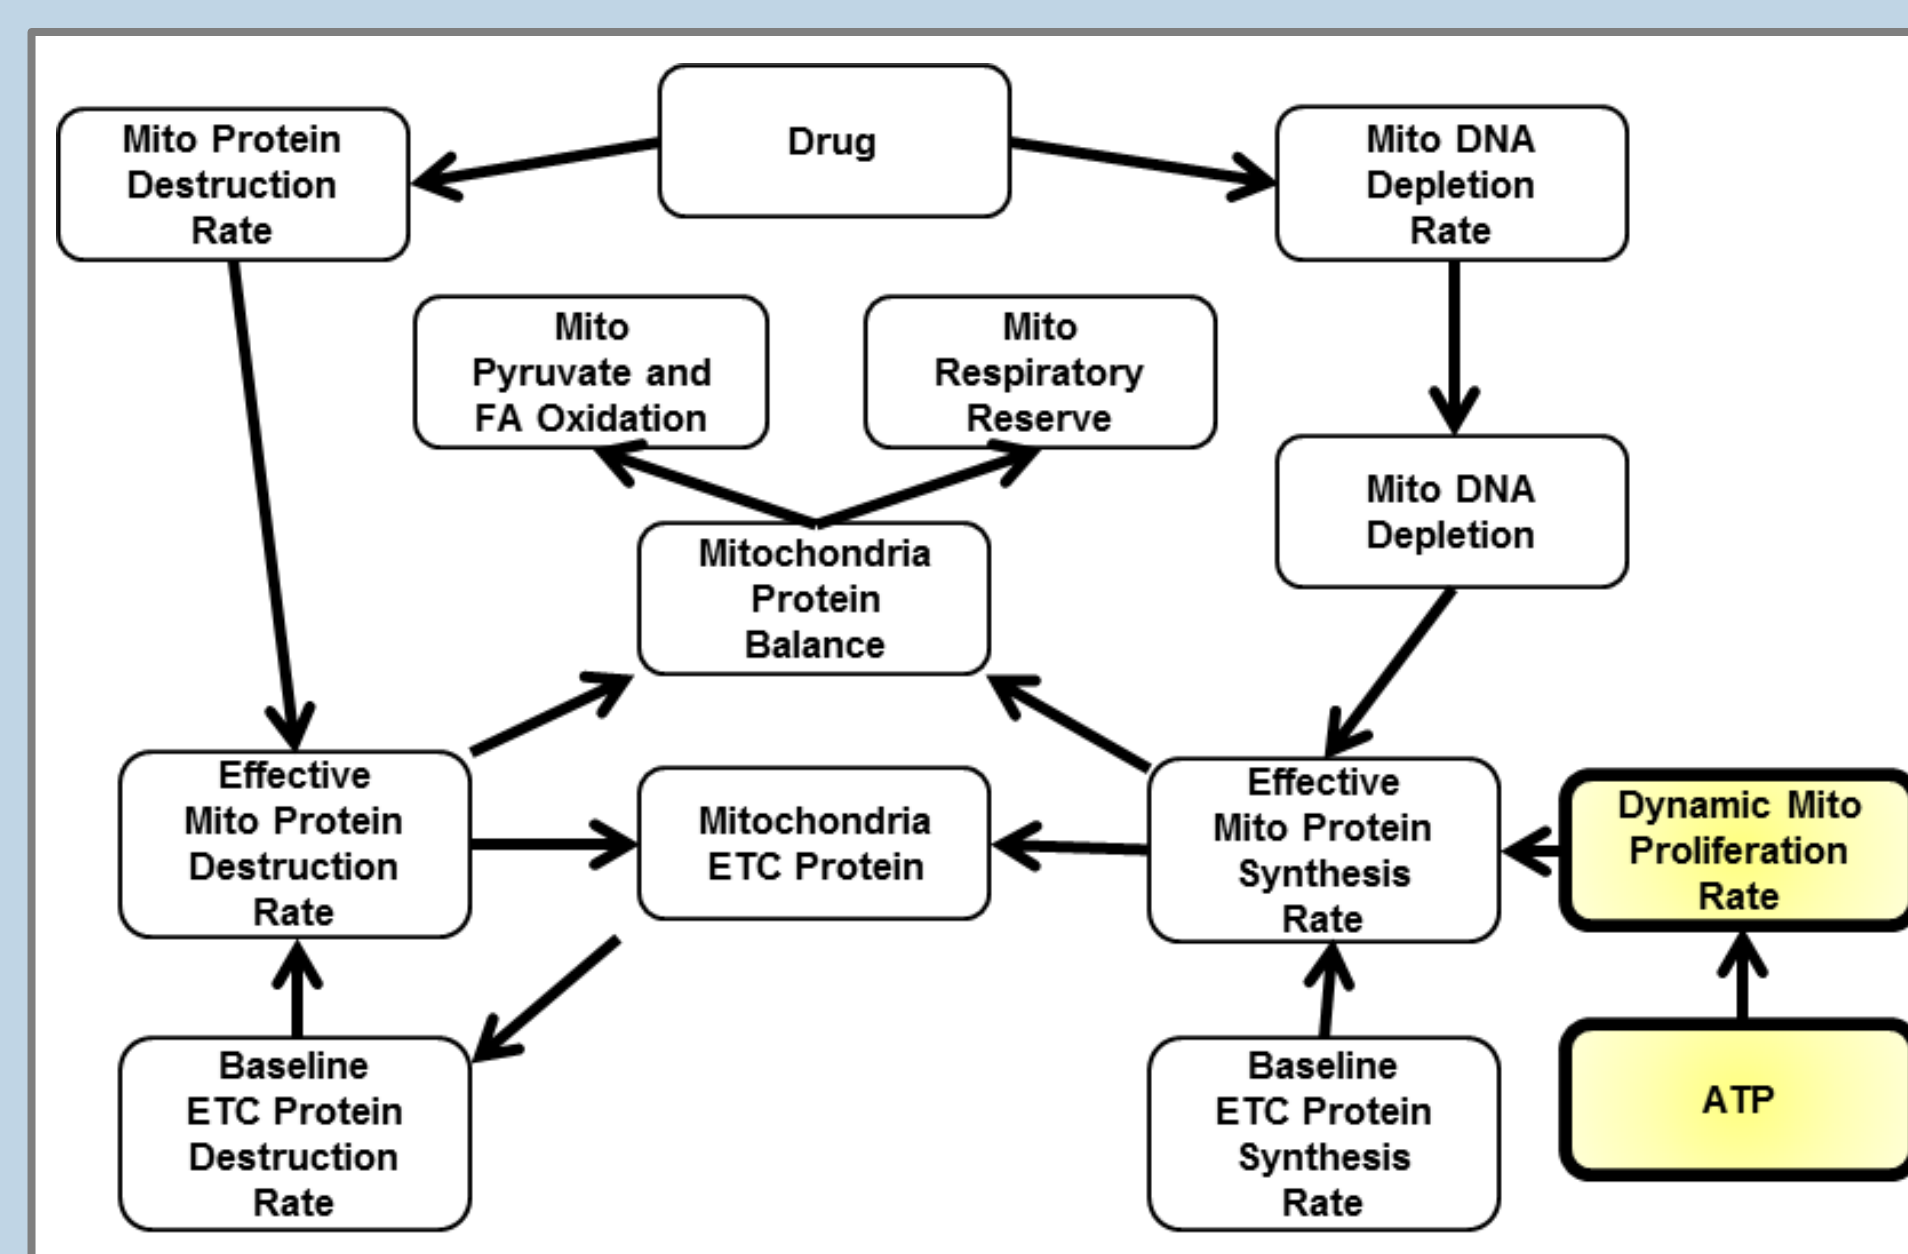 Mito Protein
Destruction
Rate
Drug
Mito DNA
Depletion
Rate
Mito
Pyruvate and
FA Oxidation
Mito
Respiratory
Reserve
Mito DNA
Depletion
Mitochondria
Protein
Balance
Effective
Mito Protein
Destruction
Rate
Mitochondria
ETC Protein
Effective
Mito Protein
Synthesis
Rate
Dynamic Mito
Proliferation
Rate
Baseline
ETC Protein
Destruction
Rate
Baseline
ETC Protein
Synthesis
Rate
ATP